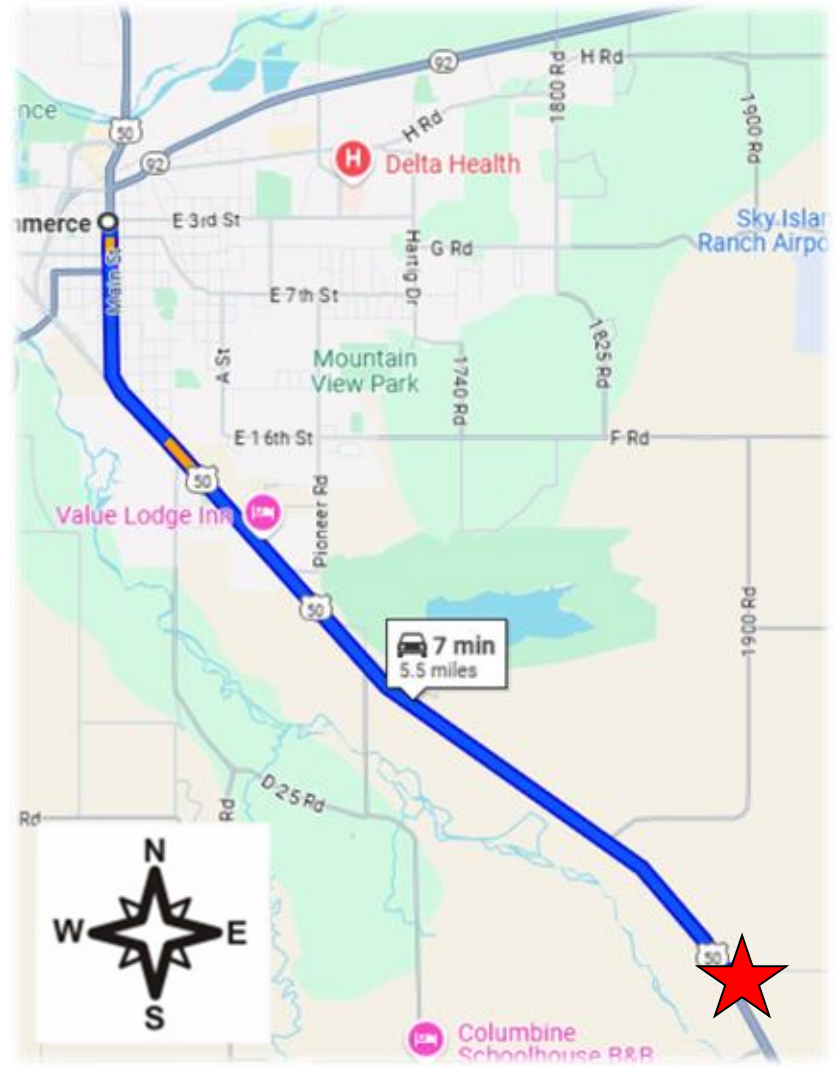 92
H Rd
1800 Rd
1900 Rd
nce
50
92
H Rd
H
Delta Health
mmerce
E 3rd St
Sky Islan
Ranch Airpo
Main St
Hartig Dr
G Rd
E 7th St
A St
Mountain
View Park
1740 Rd
1825 Rd
E 16th St
F Rd
50
Value Lodge Inn
Pioneer Rd
50
1900 Rd
7 min
5.5 miles
D 25 Rd
Rd
Rd
N
W
E
S
50
Columbine
Schoolhouse B&B